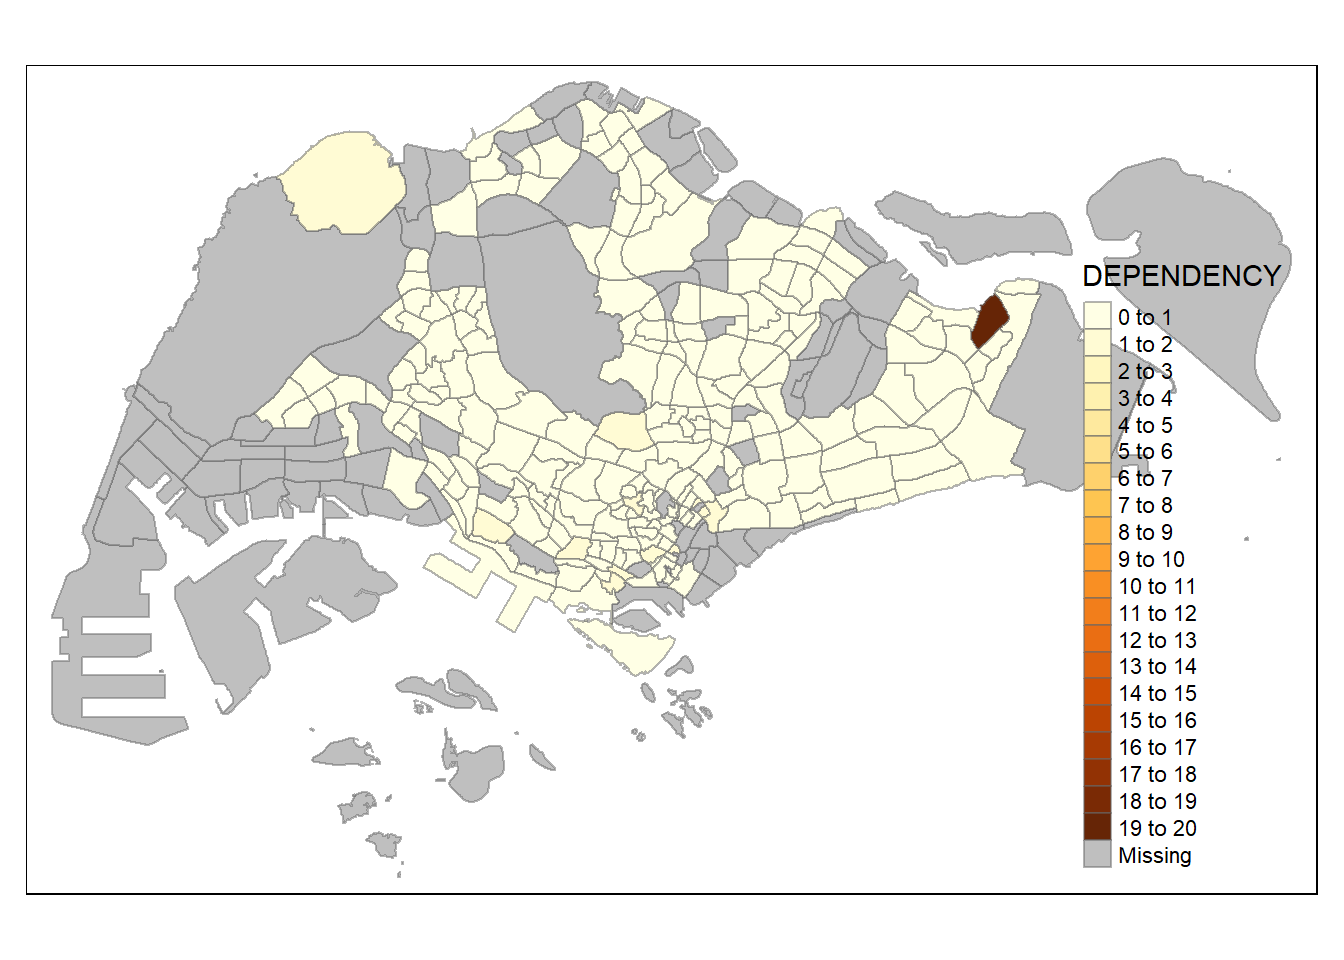 DEPENDENCY
0 to 1
1 to 2
2 to 3
3 to 4
4 to 5
5 to 6
6 to 7
7 to 8
8 to 9
9 to 10
10 to 11
11 to 12
12 to 13
13 to 14
14 to 15
15 to 16
16 to 17
17 to 18
18 to 19
19 to 20
Missing